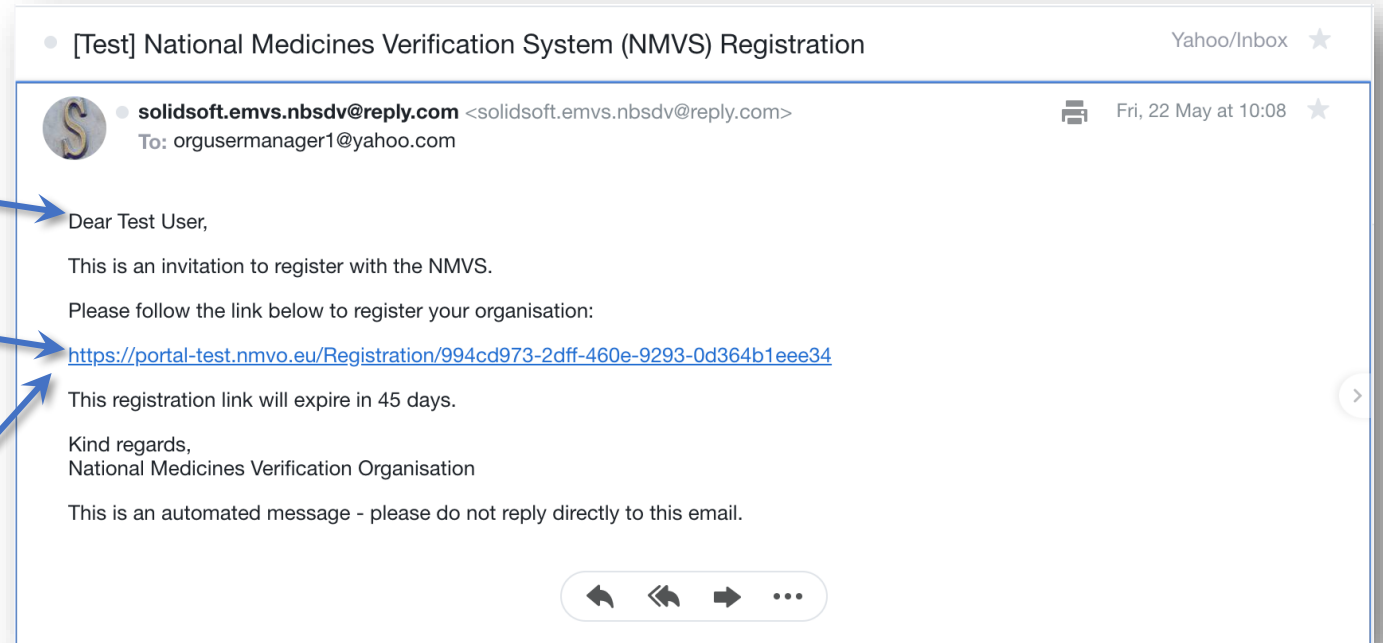 [Test] National Medicines Verification System (NMVS) Registration
Yahoo/Inbox
solidsoft.emvs.nbsdv@reply.com <solidsoft.emvs.nbsdv@reply.com>
Fri, 22 May at 10:08
To: orgusermanager1@yahoo.com
S
Dear Test User,
This is an invitation to register with the NMVS.
Please follow the link below to register your organisation:
https://portal-test.nmvo.eu/Registration/994cd973-2dff-460e-9293-0d364b1eee34
This registration link will expire in 45 days.
Kind regards,
National Medicines Verification Organisation
This is an automated message - please do not reply directly to this email.